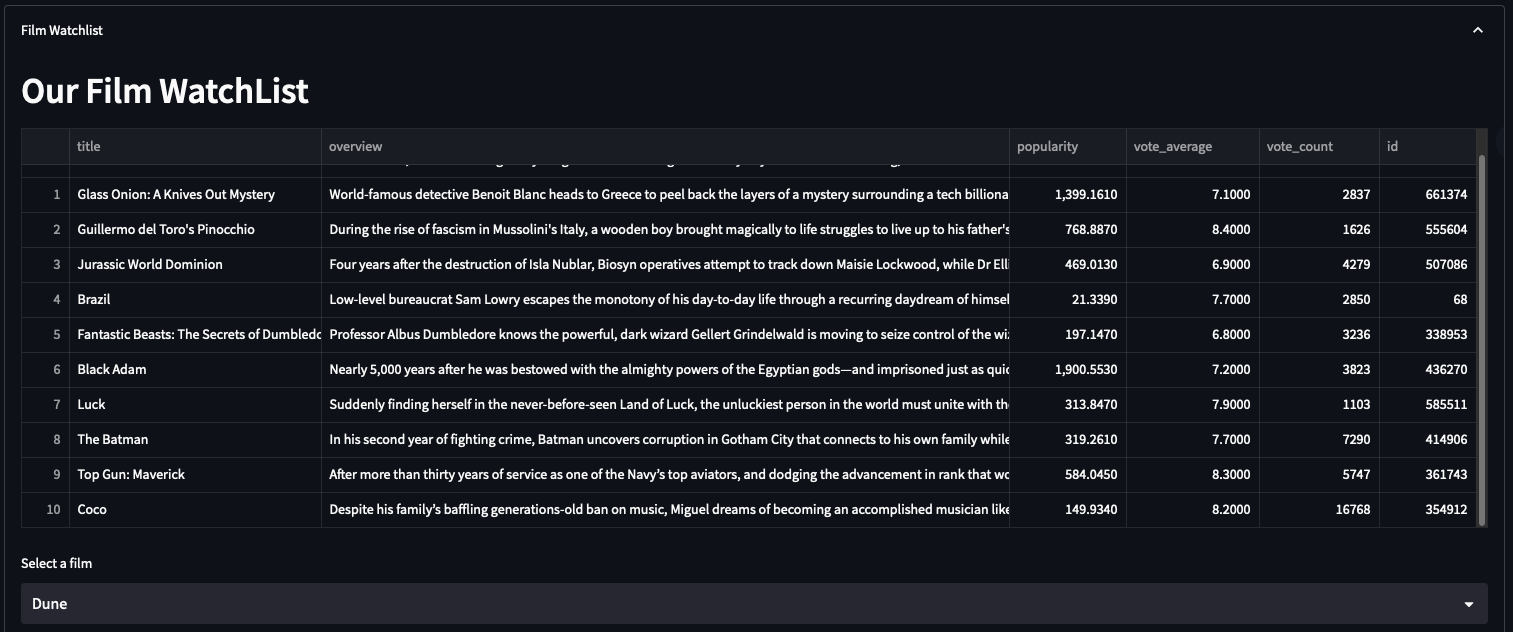 Film Watchlist
Our Film WatchList
title overview popularity vote_average vote_count id
1 Glass Onion: A Knives Out Mystery World-famous detective Benoit Blanc heads to Greece to peel back the layers of a mystery surrounding a tech billiona 1,399.1610 7.1000 2837 661374
2 Guillermo del Toro's Pinocchio During the rise of fascism in Mussolini's Italy, a wooden boy brought magically to life struggles to live up to his father's 768.8870 8.4000 1626 555604
3 Jurassic World Dominion Four years after the destruction of Isla Nublar, Biosyn operatives attempt to track down Maisie Lockwood, while Dr Elli 469.0130 6.9000 4279 507086
4 Brazil Low-level bureaucrat Sam Lowry escapes the monotony of his day-to-day life through a recurring daydream of himsel 21.3390 7.7000 2850 68
5 Fantastic Beasts: The Secrets of Dumbledo Professor Albus Dumbledore knows the powerful, dark wizard Gellert Grindelwald is moving to seize control of the wi 197.1470 6.8000 3236 338953
6 Black Adam Nearly 5,000 years after he was bestowed with the almighty powers of the Egyptian gods—and imprisoned just as quic 1,900.5530 7.2000 3823 436270
7 Luck Suddenly finding herself in the never-before-seen Land of Luck, the unluckiest person in the world must unite with the 313.8470 7.9000 1103 585511
8 The Batman In his second year of fighting crime, Batman uncovers corruption in Gotham City that connects to his own family while 319.2610 7.7000 7290 414906
9 Top Gun: Maverick After more than thirty years of service as one of the Navy’s top aviators, and dodging the advancement in rank that wo 584.0450 8.3000 5747 361743
10 Coco Despite his family’s baffling generations-old ban on music, Miguel dreams of becoming an accomplished musician like 149.9340 8.2000 16768 354912
Select a film
Dune